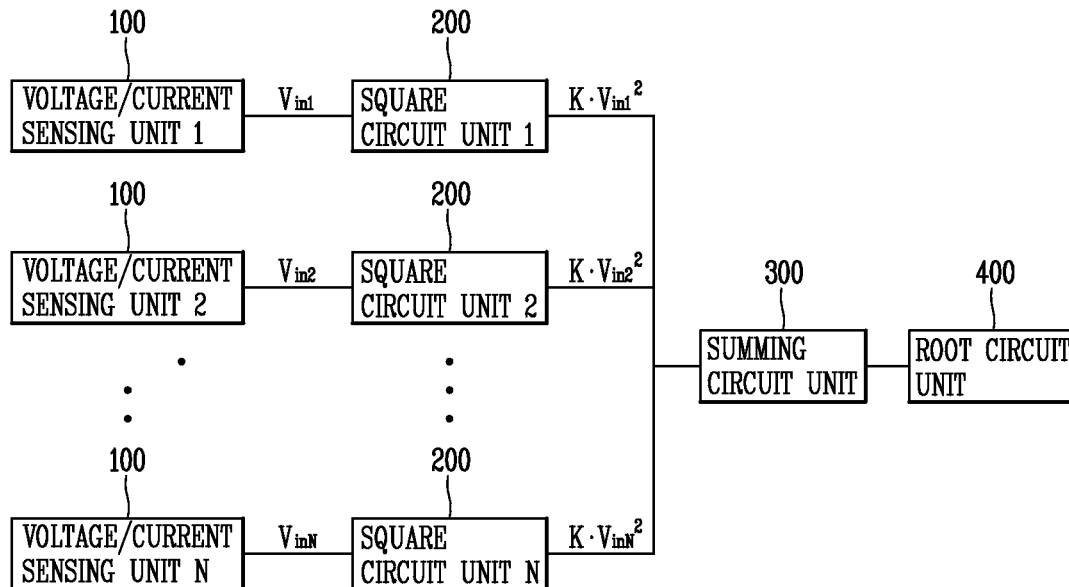 100
200
VOLTAGE/CURRENT
SENSING UNIT 1
Vin1
SQUARE
CIRCUIT UNIT 1
K·Vin1²
100
200
VOLTAGE/CURRENT
SENSING UNIT 2
Vin2
SQUARE
CIRCUIT UNIT 2
K·Vin2²
300
400
SUMMING
CIRCUIT UNIT
ROOT CIRCUIT
UNIT
100
200
VOLTAGE/CURRENT
SENSING UNIT N
VinN
SQUARE
CIRCUIT UNIT N
K·VinN²